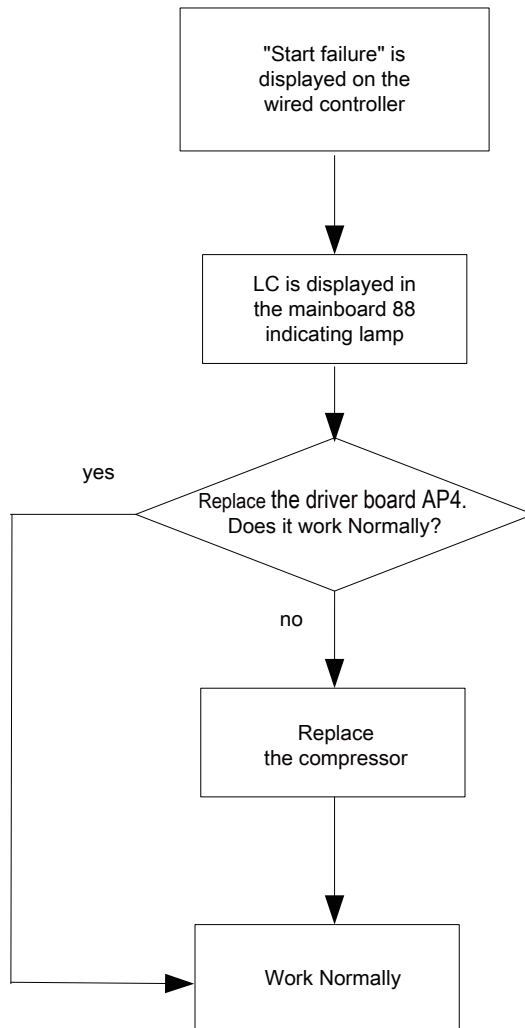 "Start failure" is
displayed on the
wired controller
LC is displayed in
the mainboard 88
indicating lamp
yes
Replace the driver board AP4.
Does it work Normally?
no
Replace
the compressor
Work Normally